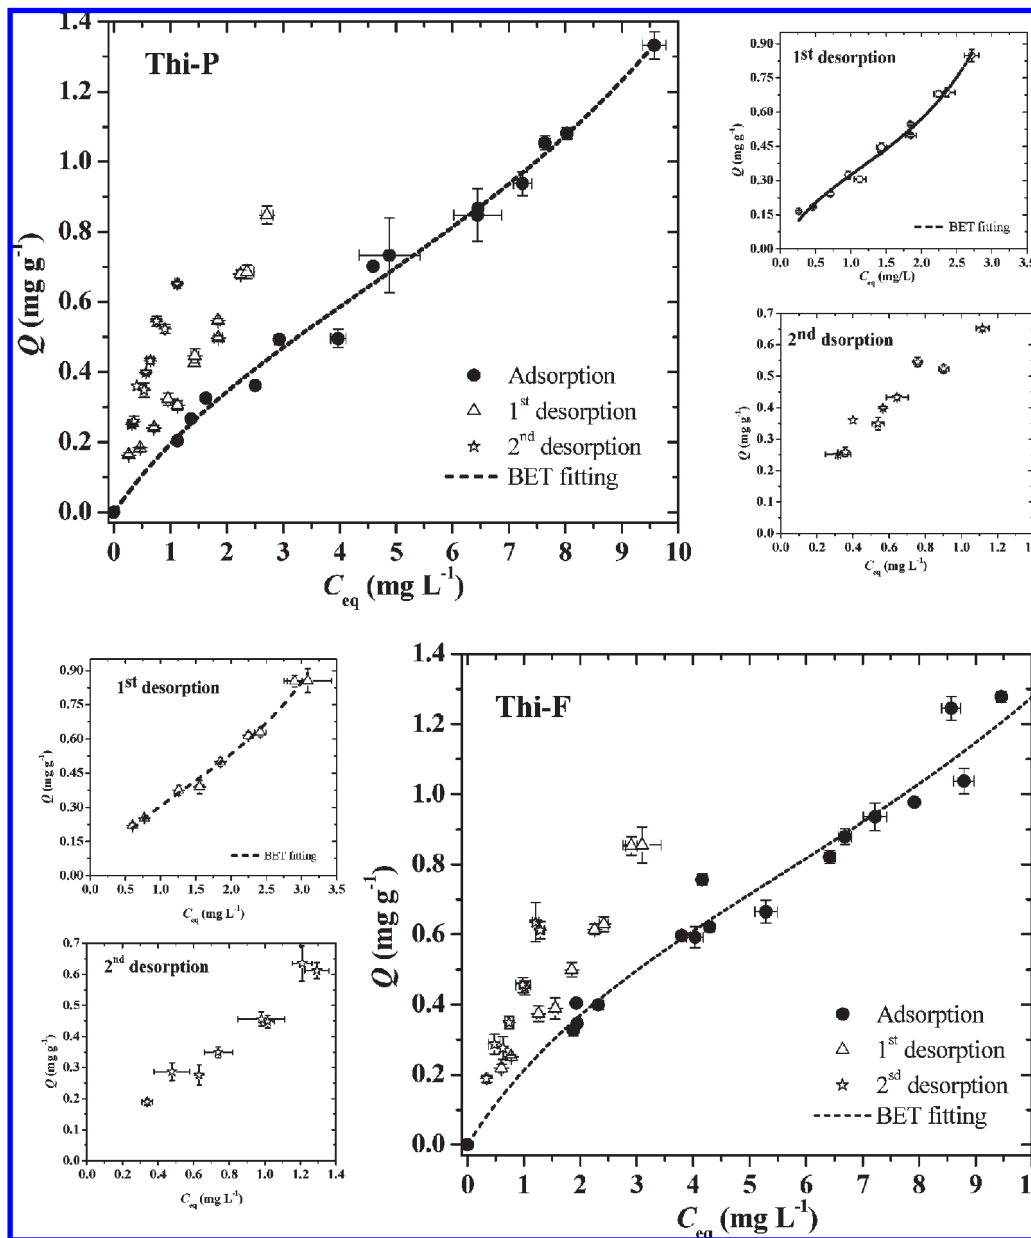 Thi-P
1.4
1.2
1.0
0.8
0.6
0.4
0.2
0.0
Q (mg g⁻¹)
0 1 2 3 4 5 6 7 8 9 10
C_eq (mg L⁻¹)
Adsorption
1st desorption
2nd desorption
BET fitting
1st desorption
0.90
0.75
0.60
0.45
0.30
0.15
0.00
Q (mg g⁻¹)
BET fitting
0.0 0.5 1.0 1.5 2.0 2.5 3.0 3.5
C_eq (mg/L)
2nd dsorption
0.7
0.6
0.5
0.4
0.3
0.2
0.1
0.0
Q (mg g⁻¹)
0.0 0.2 0.4 0.6 0.8 1.0 1.2 1.4
C_eq (mg L⁻¹)
1st desorption
0.90
0.75
0.60
0.45
0.30
0.15
0.00
Q (mg g⁻¹)
BET fitting
0.0 0.5 1.0 1.5 2.0 2.5 3.0 3.5
C_eq (mg L⁻¹)
2nd desorption
0.7
0.6
0.5
0.4
0.3
0.2
0.1
0.0
Q (mg g⁻¹)
0.0 0.2 0.4 0.6 0.8 1.0 1.2 1.4
C_eq (mg L⁻¹)
Thi-F
1.4
1.2
1.0
0.8
0.6
0.4
0.2
0.0
Q (mg g⁻¹)
Adsorption
1st desorption
2sd desorption
BET fitting
0 1 2 3 4 5 6 7 8 9
C_eq (mg L⁻¹)